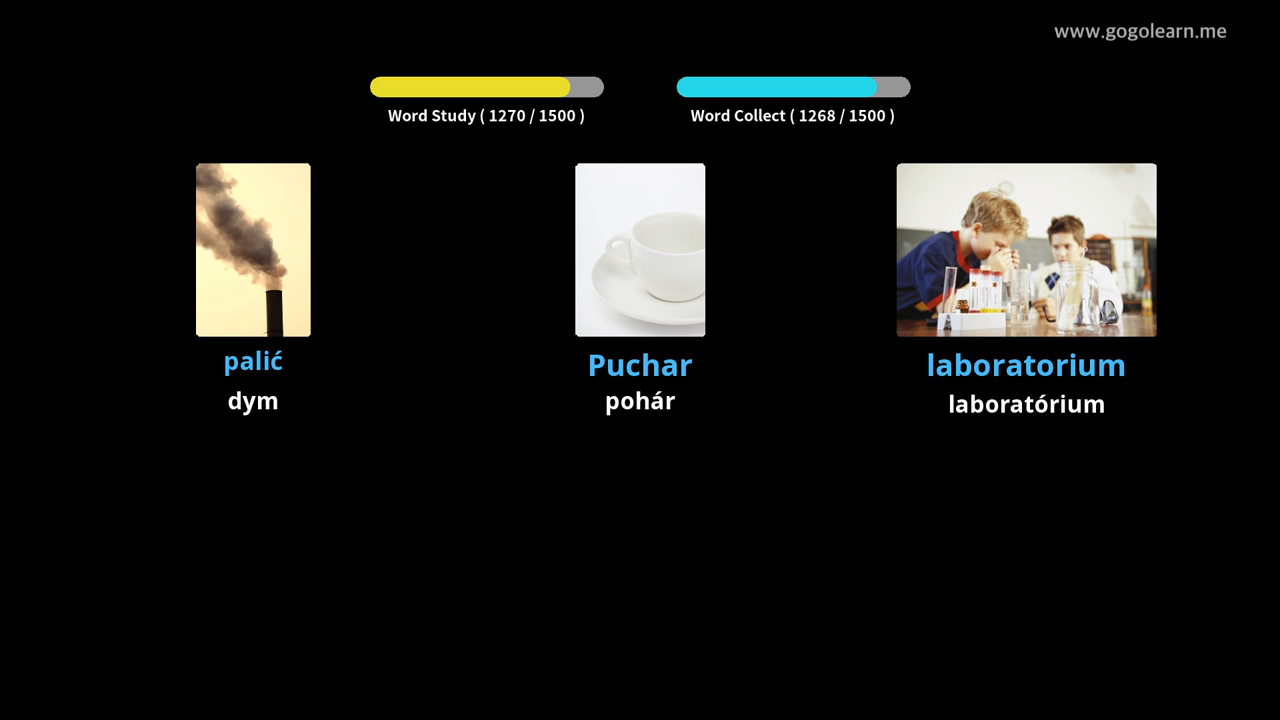 www.gogolearn.me
Word Study ( 1270 / 1500 )
Word Collect ( 1268 / 1500 )
palić
dym
Puchar
pohár
laboratorium
laboratórium